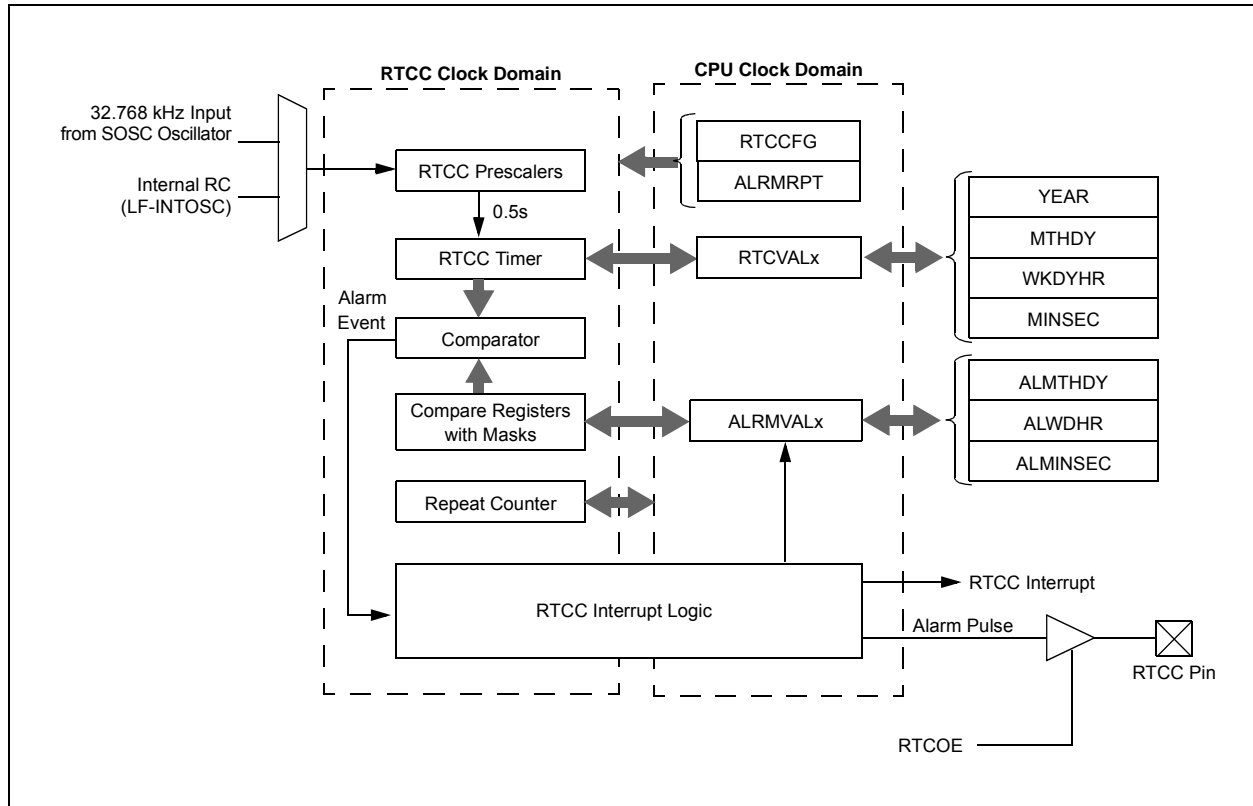 RTCC Clock Domain
CPU Clock Domain
32.768 kHz Input
from SOSC Oscillator
Internal RC
(LF-INTOSC)
RTCC Prescalers
0.5s
RTCC Timer
Alarm
Event
Comparator
Compare Registers
with Masks
Repeat Counter
RTCC Interrupt Logic
RTCCFG
ALRMRPT
RTCVALx
ALRMVALx
YEAR
MTHDY
WKDYHR
MINSEC
ALMTHDY
ALWDHR
ALMINSEC
RTCC Interrupt
Alarm Pulse
RTCC Pin
RTCOE